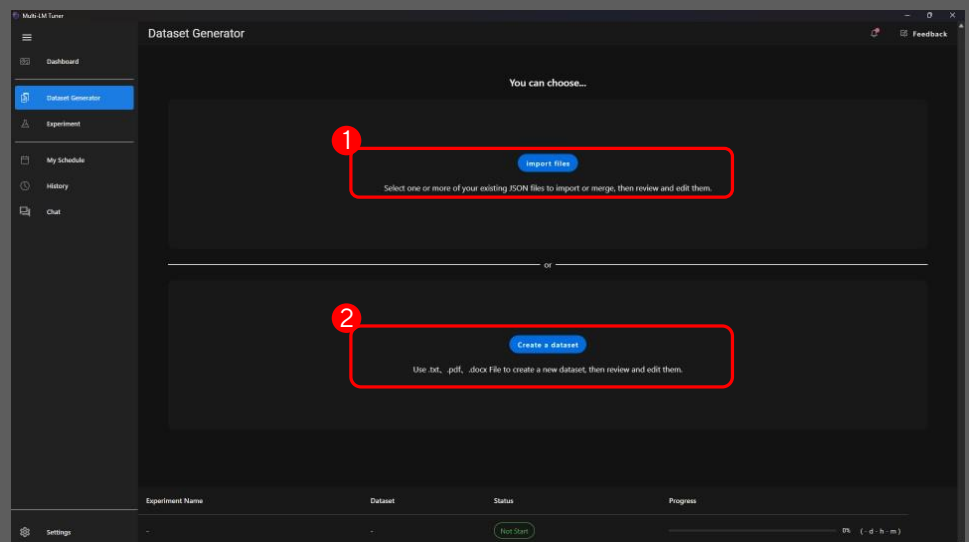 Multi-LM Tuner
Dataset Generator
Feedback
Dashboard
You can choose...
Dataset Generator
Experiment
1
import files
My Schedule
Select one or more of your existing JSON files to import or merge, then review and edit them.
History
Chat
or
2
Create a dataset
Use .txt、.pdf、.docx File to create a new dataset, then review and edit them.
Experiment Name Dataset Status Progress
Settings
- - Not Start 0% ( - d - h - m )